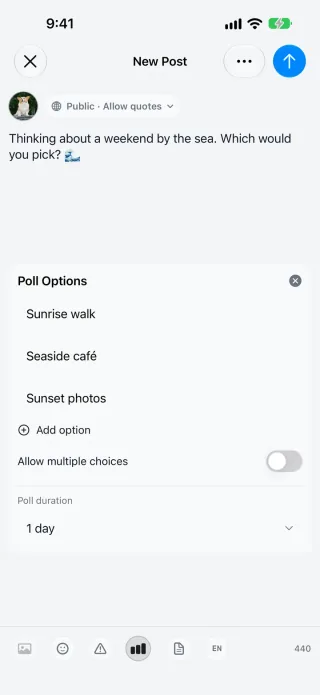 9:41
New Post
Public · Allow quotes
Thinking about a weekend by the sea. Which would
you pick? 🌊
Poll Options
Sunrise walk
Seaside café
Sunset photos
Add option
Allow multiple choices
Poll duration
1 day
EN
440